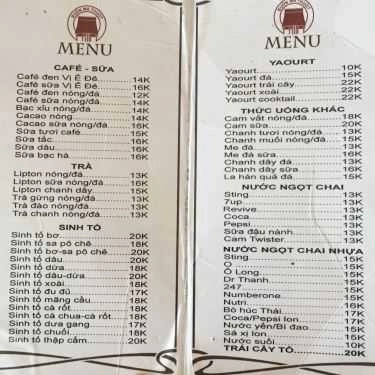 MENU
CAFÉ - SỮA
Café đen Vị Ê Đê 14K
Café sữa Vị Ê Đê 16K
Café đen nóng/đá 12K
Café sữa nóng/đá 14K
Bạc xỉu nóng/đá 14K
Cacao nóng 14K
Cacao sữa nóng/đá 16K
Sữa tươi café 15K
Sữa tắc 16K
Sữa dâu 16K
Sữa bạc hà 16K
TRÀ
Lipton nóng/đá 13K
Lipton sữa nóng/đá 16K
Lipton chanh dây 15K
Trà gừng nóng/đá 13K
Trà đào nóng/đá 13K
Trà chanh nóng/đá 13K
SINH TỐ
Sinh tố bơ 20K
Sinh tố sa pô chê 18K
Sinh tố bơ-sa pô chê 20K
Sinh tố dâu 20K
Sinh tố dừa 18K
Sinh tố dâu-dừa 20K
Sinh tố xoài 18K
Sinh tố đu đủ 17K
Sinh tố mãng cầu 18K
Sinh tố cà rốt 18K
Sinh tố cà chua-cà rốt 18K
Sinh tố dưa gang 17K
Sinh tố chuối 18K
Sinh tố thập cẩm 20K
MENU
YAOURT
Yaourt 10K
Yaourt đá 15K
Yaourt trái cây 22K
Yaourt xoài 22K
Yaourt cooktail 22K
THỨC UỐNG KHÁC
Cam vắt nóng/đá 18K
Cam sữa 20K
Chanh tươi nóng/đá 13K
Chanh muối nóng/đá 15K
Me đá 13K
Me đá sữa 16K
Chanh dây đá 13K
Chanh dây sữa 16K
La hán quả đá 15K
NƯỚC NGỌT CHAI
Sting 13K
7up 13K
Revive 13K
Coca 13K
Pepsi 13K
Sữa đậu nành 13K
Cam Twister 13K
NƯỚC NGỌT CHAI NHỰA
Sting 15K
O 15K
Ô Long 15K
Dr Thanh 15K
247 15K
Numberone 15K
Nutri 15K
Bò húc Thái 17K
Coca/Pepsi lon 17K
Nước yến/Bí đao 15K
Sá xị lon 15K
Nước suối 10K
TRÁI CÂY TÔ 20K